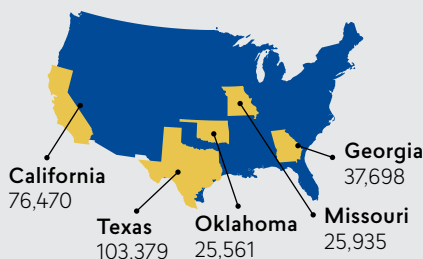 California
76,470
Texas
103,379
Oklahoma
25,561
Missouri
25,935
Georgia
37,698